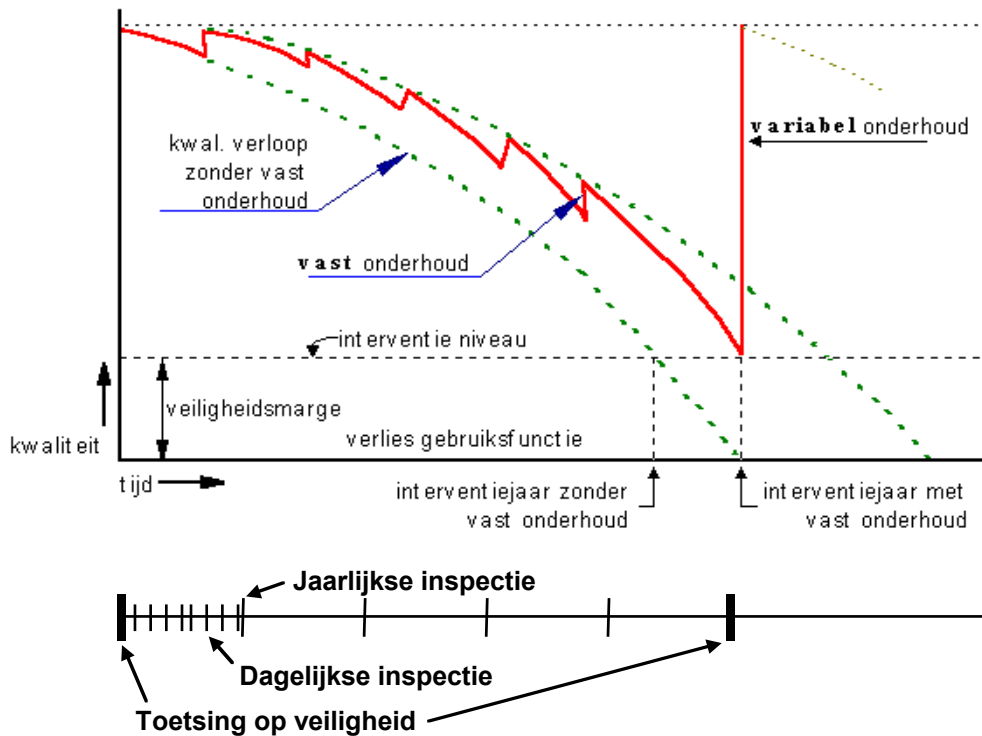 variabel onderhoud
kwal. verloop
zonder vast
onderhoud
vast onderhoud
interventie niveau
veiligheidsmarge
kwaliteit
verlies gebruiksfunctie
tijd
interventiejaar zonder
vast onderhoud
interventiejaar met
vast onderhoud
Jaarlijkse inspectie
Dagelijkse inspectie
Toetsing op veiligheid